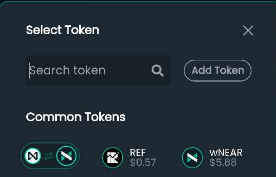 Select Token
Search token
Add Token
Common Tokens
REF
$0.57
wNEAR
$5.88